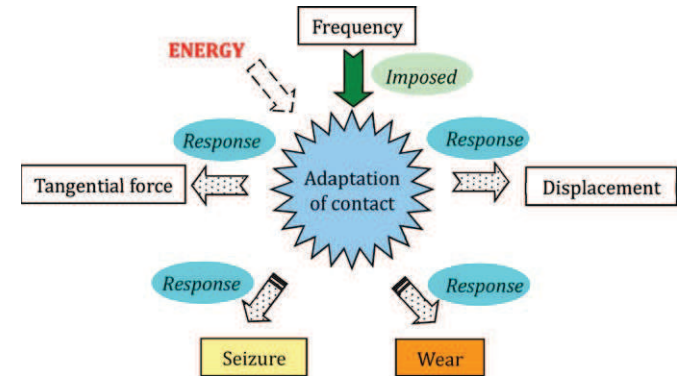 Frequency
ENERGY
Imposed
Response
Response
Tangential force
Adaptation
of contact
Displacement
Response
Response
Seizure
Wear